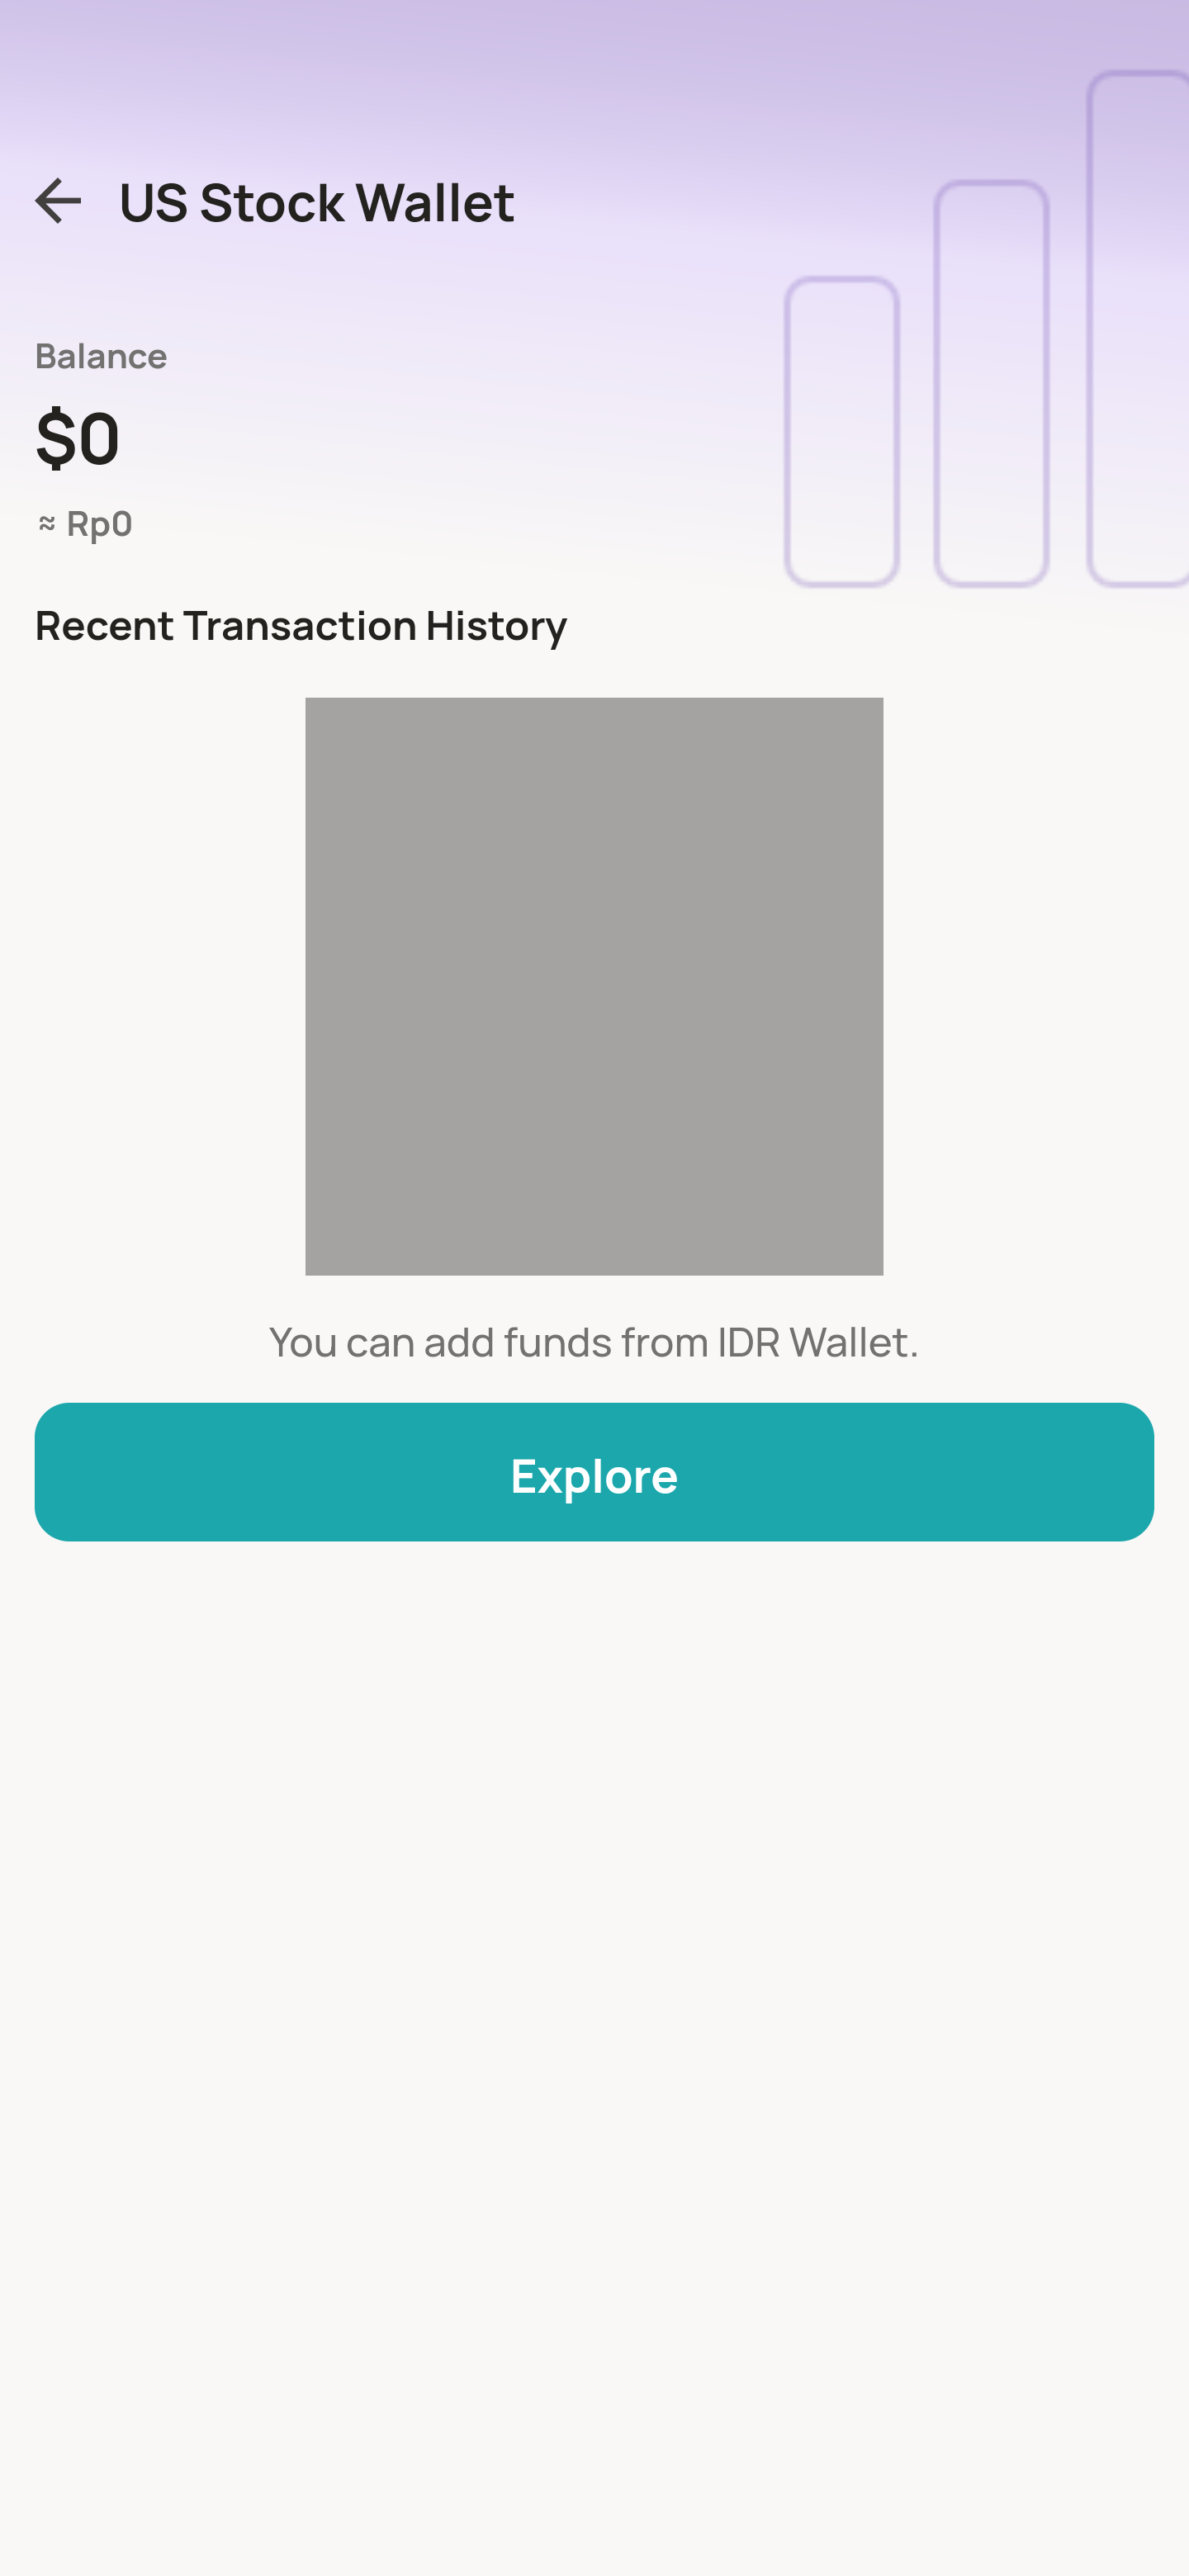 US Stock Wallet
Balance
$0
≈ Rp0
Recent Transaction History
You can add funds from IDR Wallet.
Explore